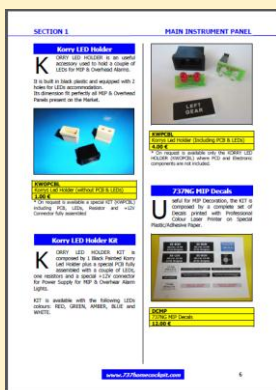 SECTION 1
MAIN INSTRUMENT PANEL
Korry LED Holder
KORRY LED HOLDER is an useful
accessory used to hold a couple of
LEDs for MIP & Overhead Alarms.
It is built in black plastic and equipped with 2
holes for LEDs accommodation.
Its dimension fit perfectly all MIP & Overhead
Panels present on the Market.
Korrys Led Holder (without PCB & LEDs)
1.00 €
* On request is available a special KIT (KWPCBL)
including PCB, LEDs, Resistor and +12V
Connector fully assembled
Korry LED Holder Kit
KORRY LED HOLDER KIT is
composed by 1 Black Painted Korry
Led Holder plus a special PCB fully
assembled with a couple of LEDs,
one resistors and a special +12V connector
for Power Supply for MIP & Overhear Alarm
Lights.
KIT is available with the following LEDs
colours: RED, GREEN, AMBER, BLUE and
WHITE.
LEFT
GEAR
KWPCBL
Korrys Led Holder (Including PCB & LEDs)
4.00 €
* On request is available only the KORRY LED
HOLDER (KW0PCBL) where PCD and Electronic
components are not included.
737NG MIP Decals
Useful for MIP Decoration, the KIT is
composed by a complete set of
Decals printed with Professional
Colour Laser Printer on Special
Plastic/Adhesive Paper.
DCMP
737NG MIP Decals
12.00 €
www.737homecockpit.com